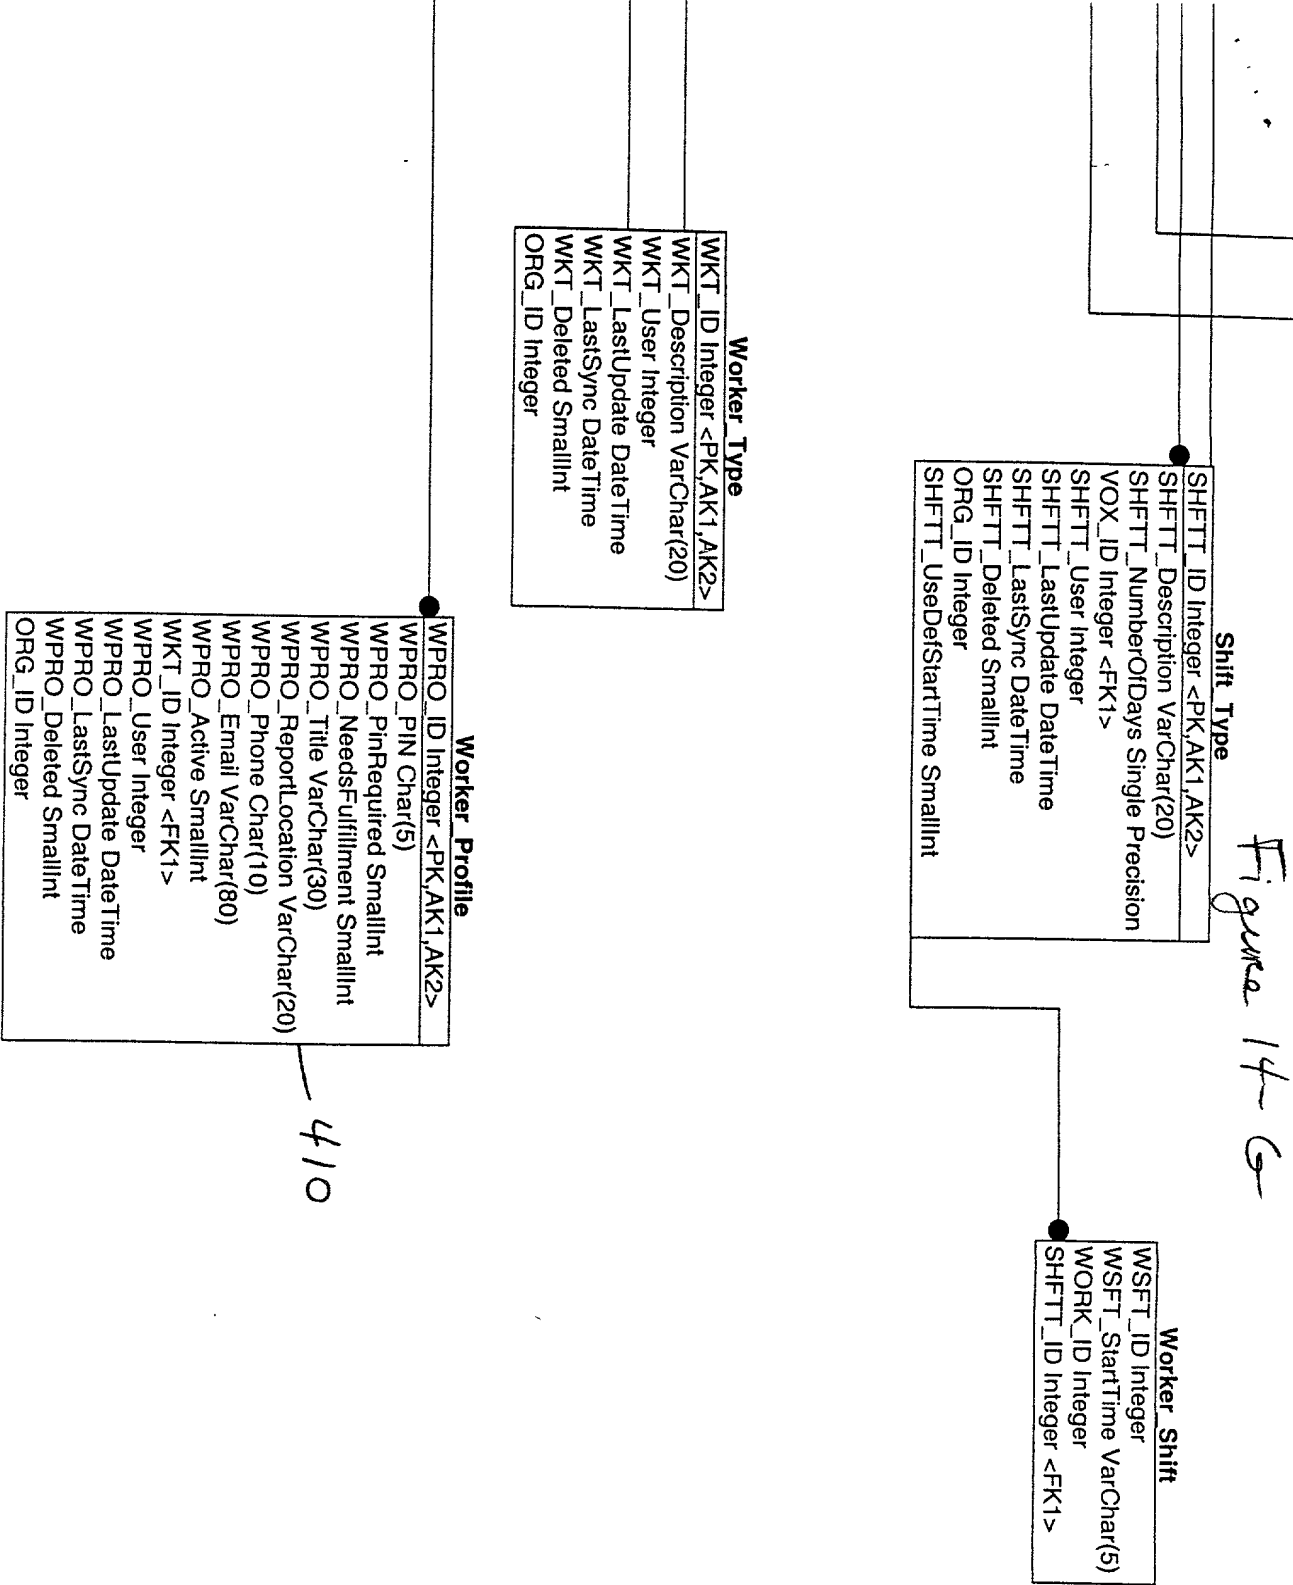 Figure 14-G
Shift_Type
SHFTT_ID Integer <PK,AK1,AK2>
SHFTT_Description VarChar(20)
SHFTT_NumberOfDays Single Precision
VOX_ID Integer <FK1>
SHFTT_User Integer
SHFTT_LastUpdate DateTime
SHFTT_LastSync DateTime
SHFTT_Deleted SmallInt
ORG_ID Integer
SHFTT_UseDefStartTime SmallInt
Worker_Shift
WSFT_ID Integer
WSFT_StartTime VarChar(5)
WORK_ID Integer
SHFTT_ID Integer <FK1>
Worker_Type
WKT_ID Integer <PK,AK1,AK2>
WKT_Description VarChar(20)
WKT_User Integer
WKT_LastUpdate DateTime
WKT_LastSync DateTime
WKT_Deleted SmallInt
ORG_ID Integer
Worker_Profile
WPRO_ID Integer <PK,AK1,AK2>
WPRO_PIN Char(5)
WPRO_PinRequired SmallInt
WPRO_NeedsFulfillment SmallInt
WPRO_Title VarChar(30)
WPRO_ReportLocation VarChar(20)
WPRO_Phone Char(10)
WPRO_Email VarChar(80)
WPRO_Active SmallInt
WKT_ID Integer <FK1>
WPRO_User Integer
WPRO_LastUpdate DateTime
WPRO_LastSync DateTime
WPRO_Deleted SmallInt
ORG_ID Integer
410